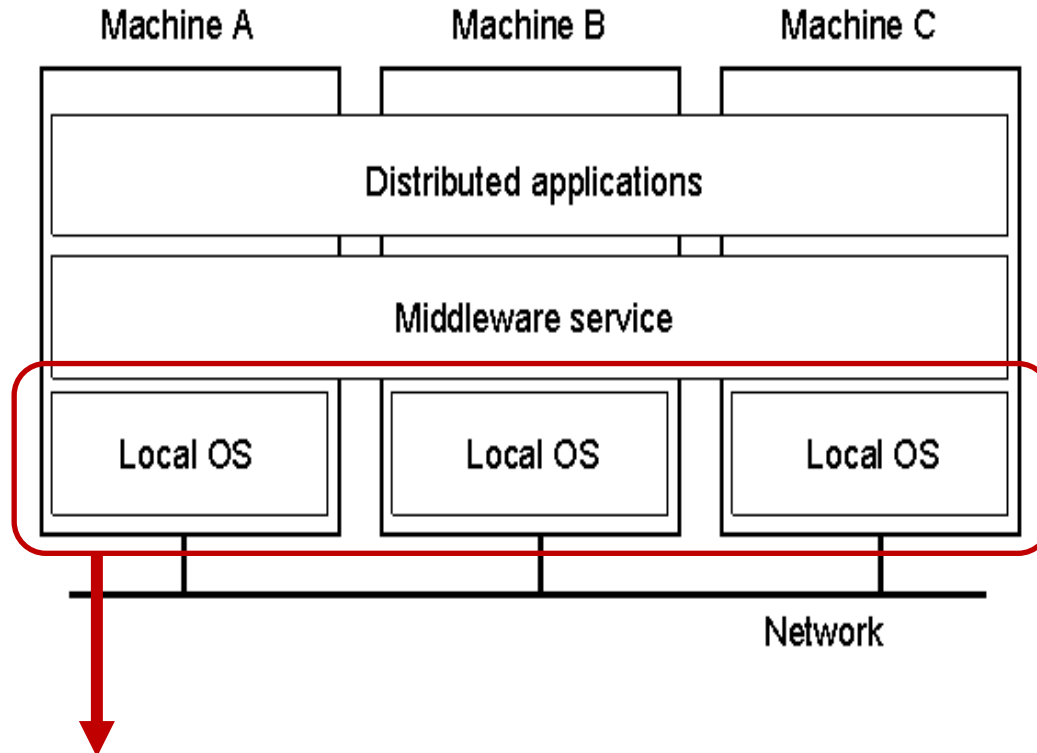 Machine A
Machine B
Machine C
Distributed applications
Middleware service
Local OS
Local OS
Local OS
Network